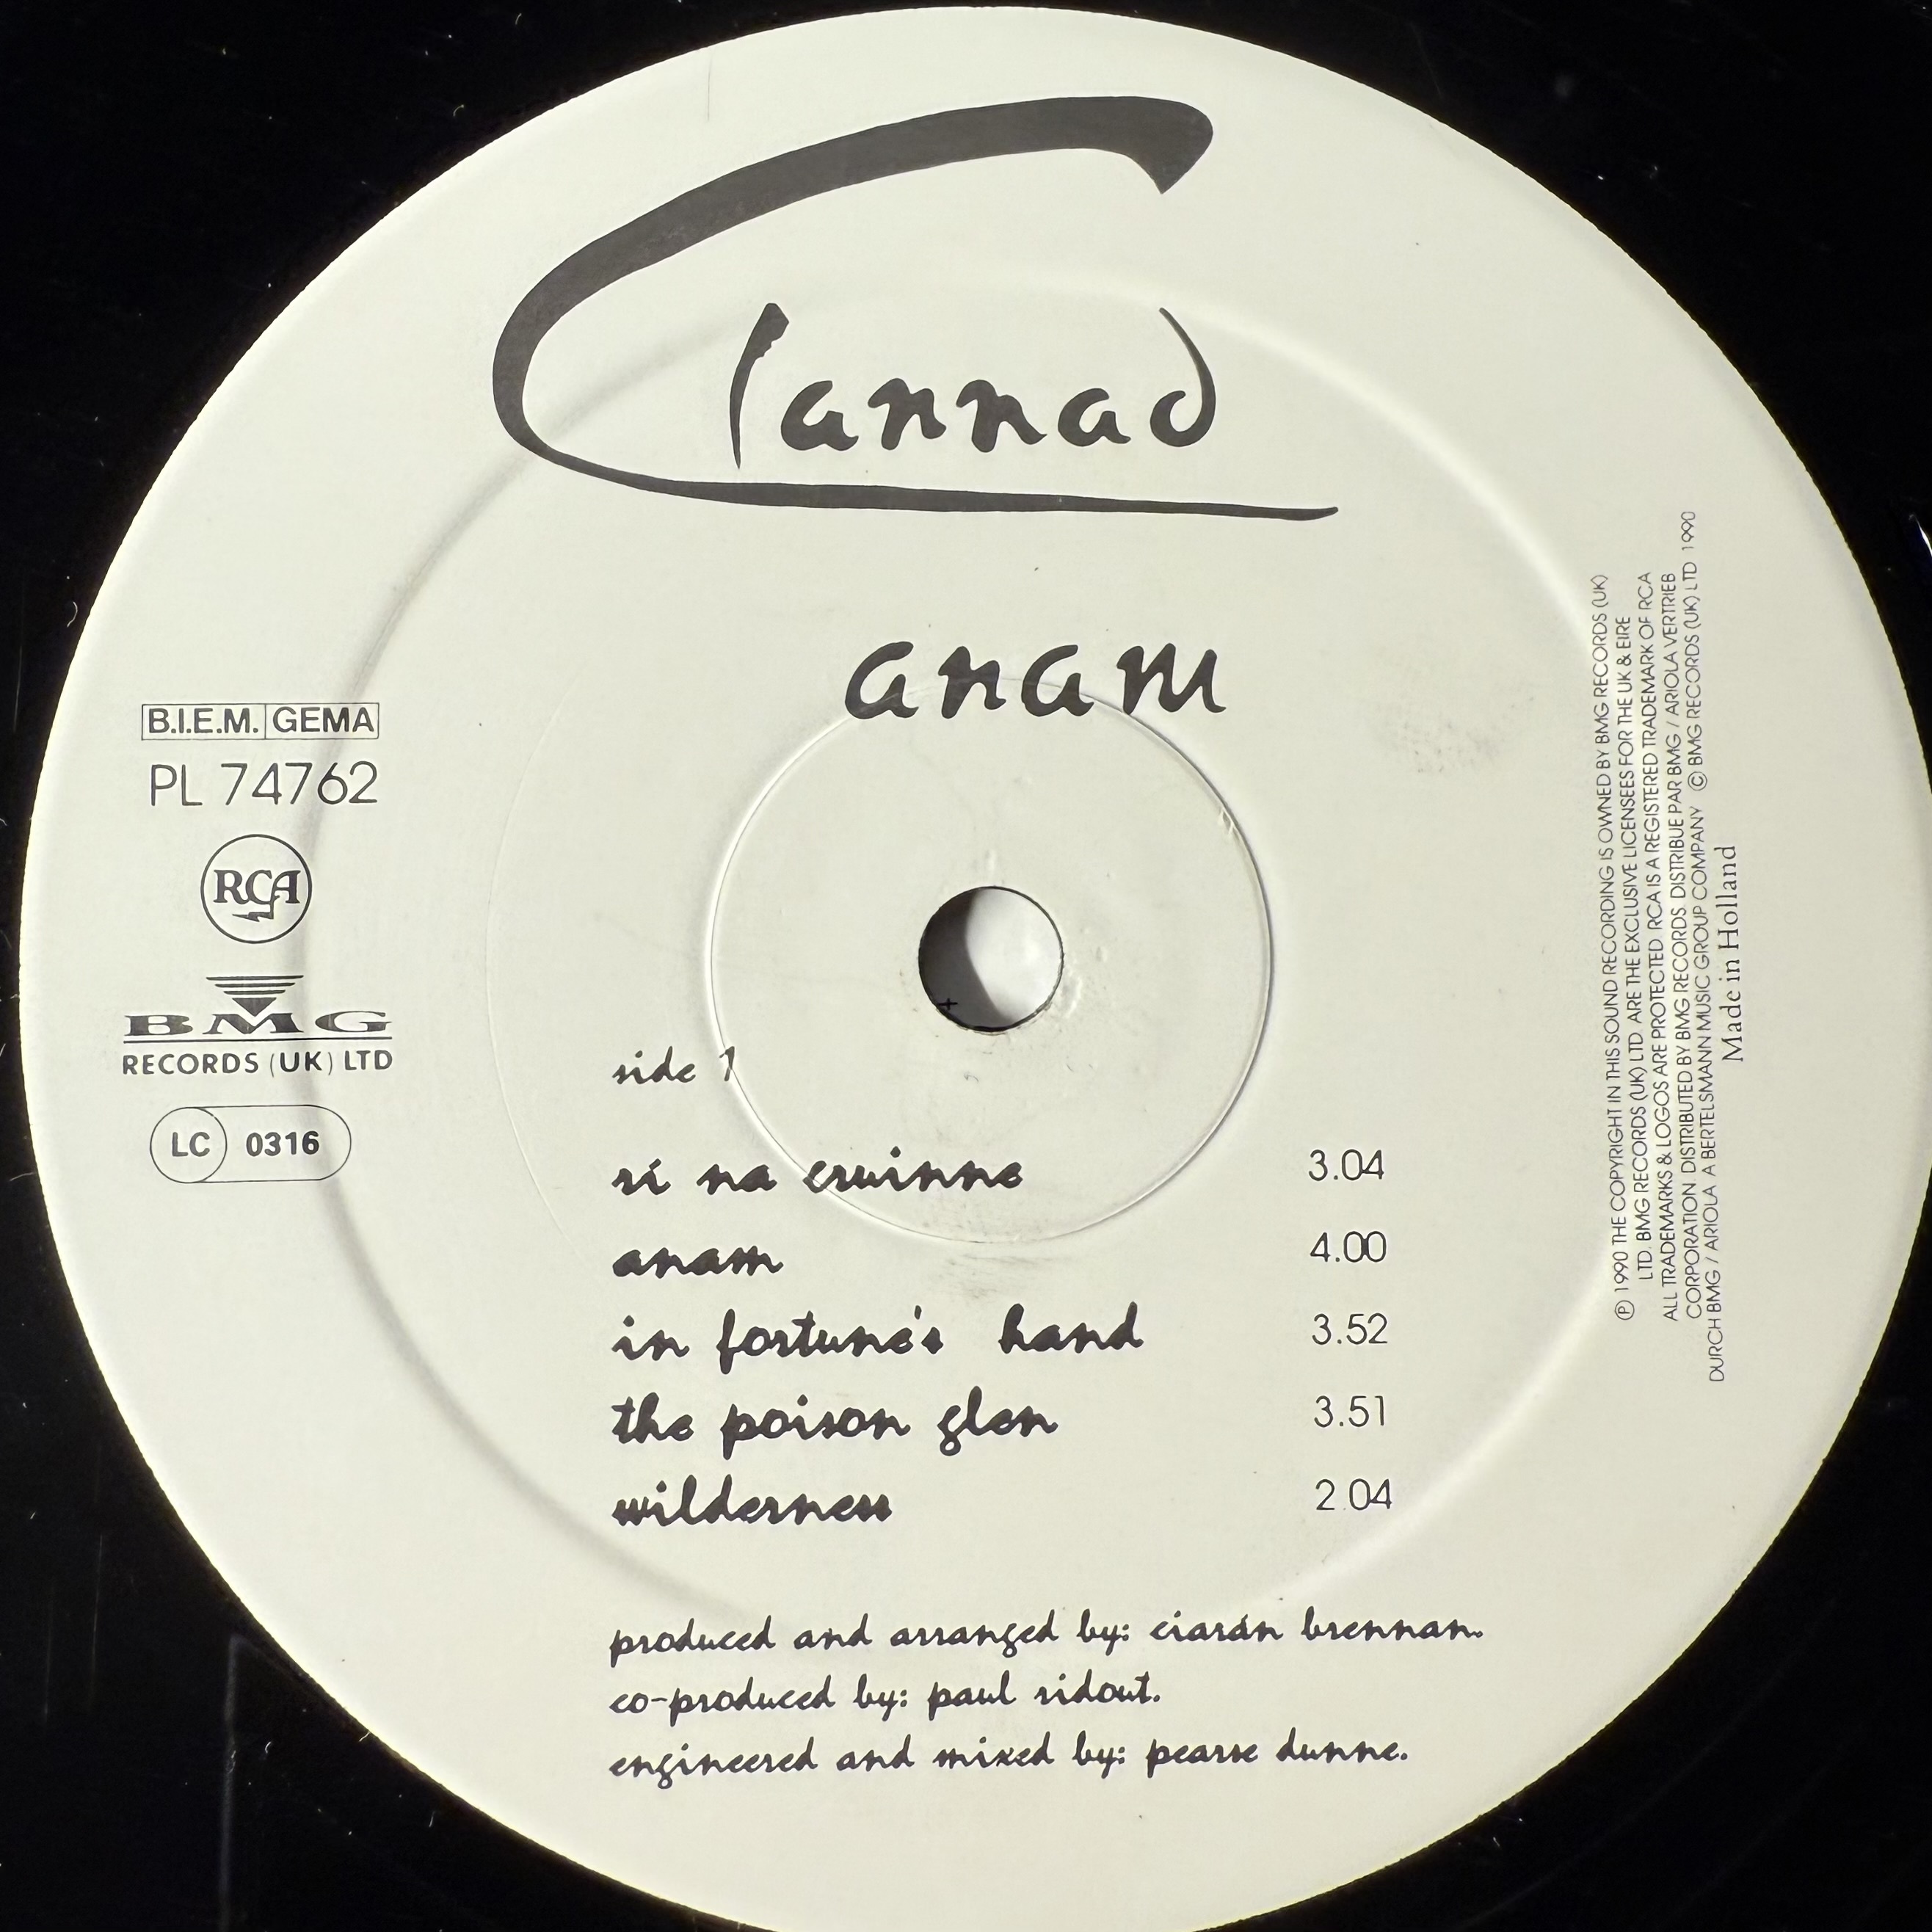 Clannad
anam
B.I.E.M. GEMA
PL 74762
RCA
BMG
RECORDS (UK) LTD
LC 0316
side 1
rí na cruinne 3.04
anam 4.00
in fortune's hand 3.52
the poison glen 3.51
wilderness 2.04
produced and arranged by: ciarán brennan.
co-produced by: paul ridout.
engineered and mixed by: pearse dunne.
℗ 1990 THE COPYRIGHT IN THIS SOUND RECORDING IS OWNED BY BMG RECORDS (UK)
LTD. BMG RECORDS (UK) LTD. ARE THE EXCLUSIVE LICENSEES FOR THE UK & EIRE
ALL TRADEMARKS & LOGOS ARE PROTECTED. RCA IS A REGISTERED TRADEMARK OF RCA
CORPORATION. DISTRIBUTED BY BMG RECORDS. DISTRIBUE PAR BMG / ARIOLA VERTRIEB
DURCH BMG / ARIOLA. A BERTELSMANN MUSIC GROUP COMPANY © BMG RECORDS (UK) LTD 1990
Made in Holland